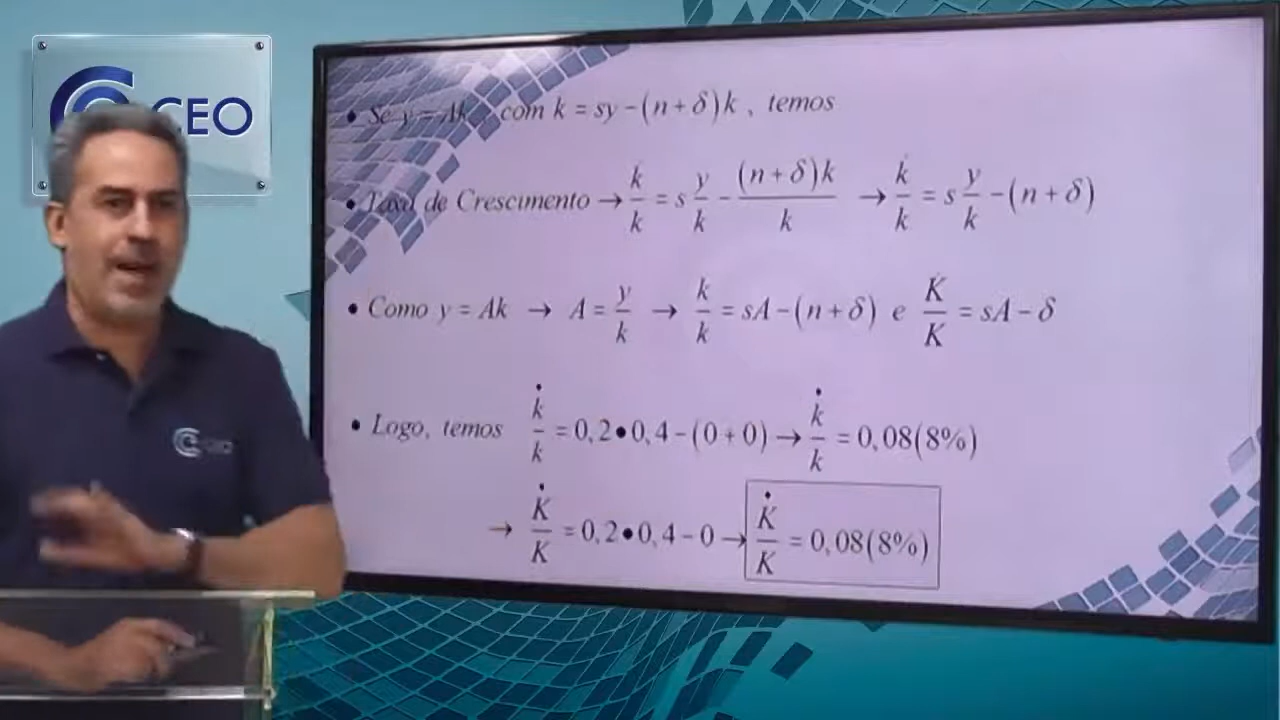 CEO
• Se y = Ak , com k̇ = sy − (n + δ)k , temos
• Taxa de Crescimento → k̇/k = s y/k − (n + δ)k/k → k̇/k = s y/k − (n + δ)
• Como y = Ak → A = y/k → k̇/k = sA − (n + δ) e K̇/K = sA − δ
• Logo, temos k̇/k = 0,2•0,4 − (0 + 0) → k̇/k = 0,08(8%)
→ K̇/K = 0,2•0,4 − 0 → K̇/K = 0,08(8%)